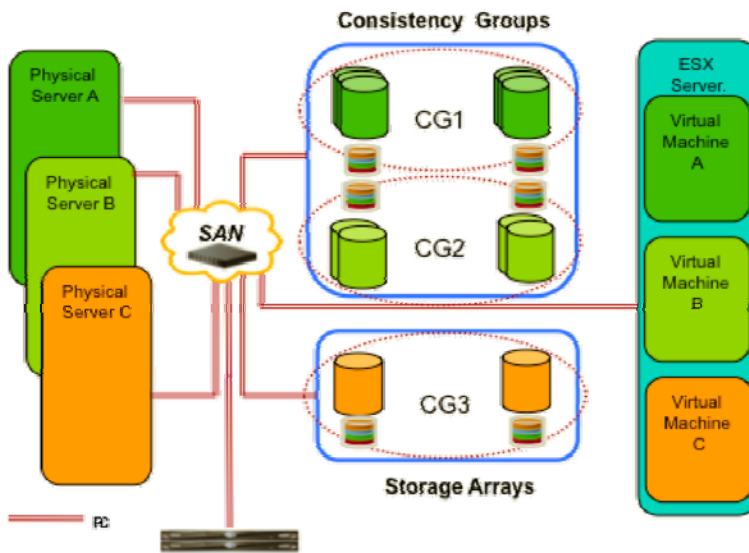 Consistency Groups
Physical
Server A
Physical
Server B
Physical
Server C
SAN
CG1
CG2
CG3
Storage Arrays
ESX
Server.
Virtual
Machine
A
Virtual
Machine
B
Virtual
Machine
C
FC